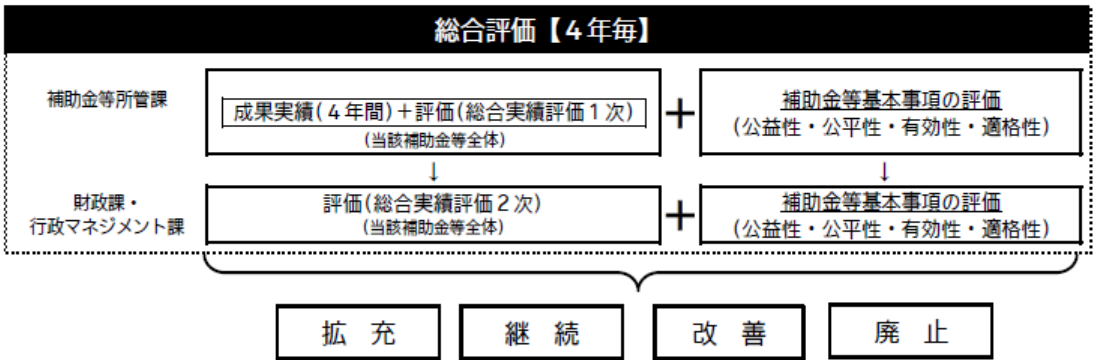 総合評価【４年毎】
補助金等所管課
成果実績(４年間)＋評価(総合実績評価１次)
(当該補助金等全体)
＋
補助金等基本事項の評価
(公益性・公平性・有効性・適格性)
↓
↓
財政課・
行政マネジメント課
評価(総合実績評価２次)
(当該補助金等全体)
＋
補助金等基本事項の評価
(公益性・公平性・有効性・適格性)
拡　充
継　続
改　善
廃　止